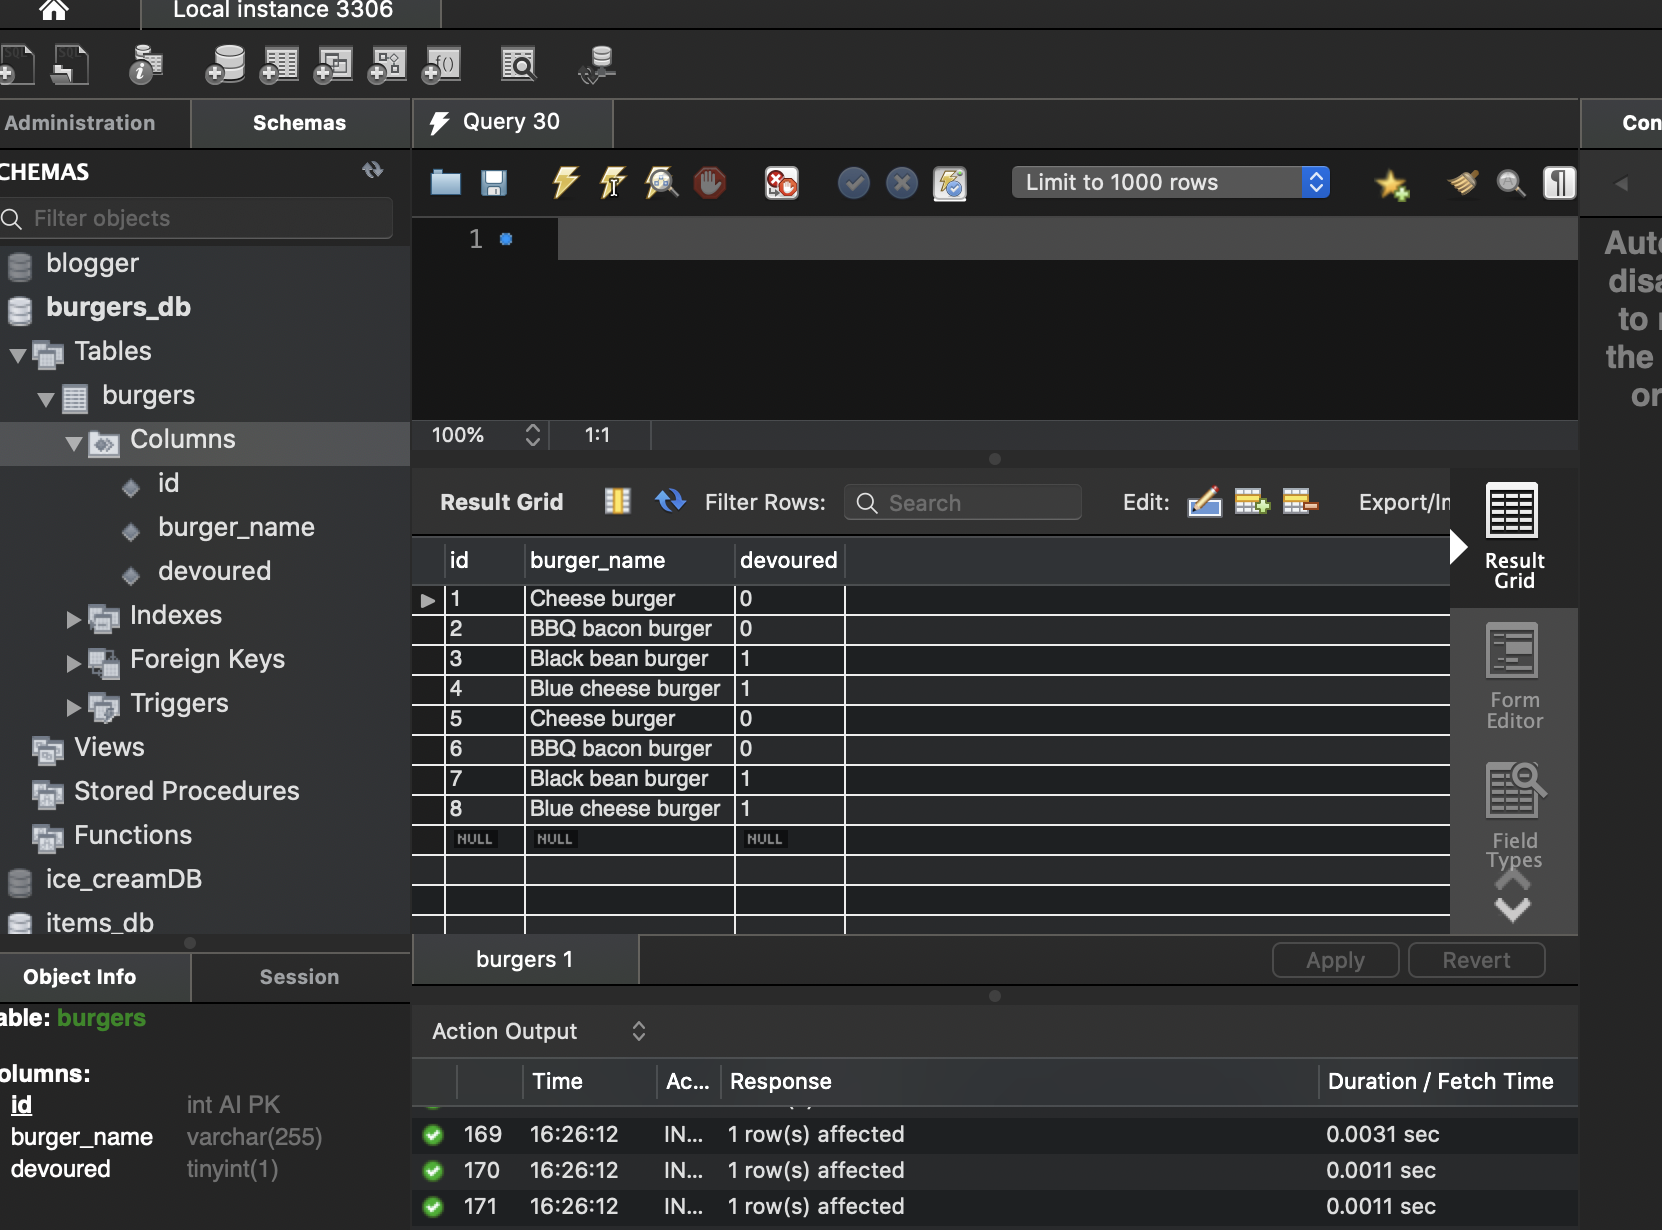 Local instance 3306
Administration
Schemas
Query 30
Con
CHEMAS
Limit to 1000 rows
Filter objects
1
Auto
disa
to
the
or
blogger
burgers_db
Tables
burgers
Columns
id
burger_name
devoured
Indexes
Foreign Keys
Triggers
Views
Stored Procedures
Functions
ice_creamDB
items_db
100% 1:1
Result Grid Filter Rows: Search Edit: Export/Im
id burger_name devoured
1 Cheese burger 0
2 BBQ bacon burger 0
3 Black bean burger 1
4 Blue cheese burger 1
5 Cheese burger 0
6 BBQ bacon burger 0
7 Black bean burger 1
8 Blue cheese burger 1
NULL NULL NULL
Result
Grid
Form
Editor
Field
Types
burgers 1
Apply Revert
Object Info Session
able: burgers
olumns:
id int AI PK
burger_name varchar(255)
devoured tinyint(1)
Action Output
Time Ac... Response Duration / Fetch Time
169 16:26:12 IN... 1 row(s) affected 0.0031 sec
170 16:26:12 IN... 1 row(s) affected 0.0011 sec
171 16:26:12 IN... 1 row(s) affected 0.0011 sec